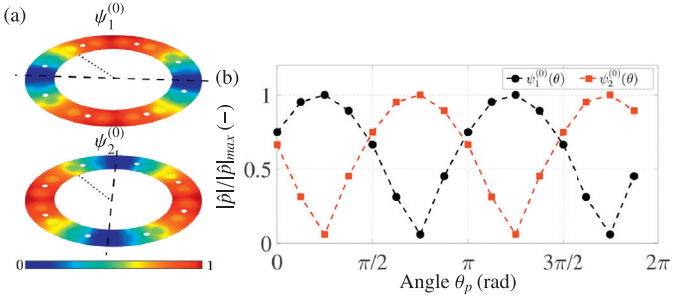 (a)
ψ₁⁽⁰⁾
ψ₂⁽⁰⁾
0 1
(b)
ψ₁⁽⁰⁾(θ) ψ₂⁽⁰⁾(θ)
|p̂|/|p̂|ₘₐₓ (–)
1
0.5
0
0 π/2 π 3π/2 2π
Angle θₚ (rad)